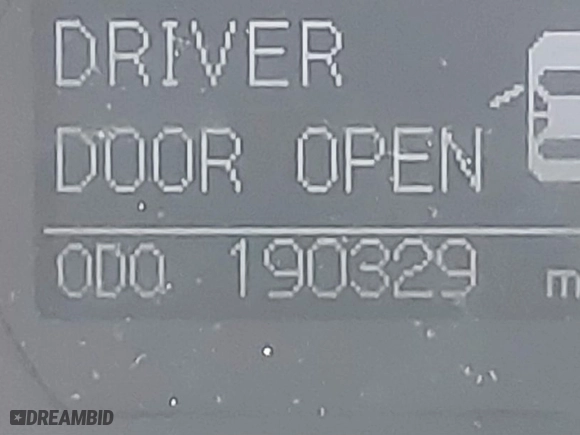 DRIVER
DOOR OPEN
ODO 190329 m
DREAMBID